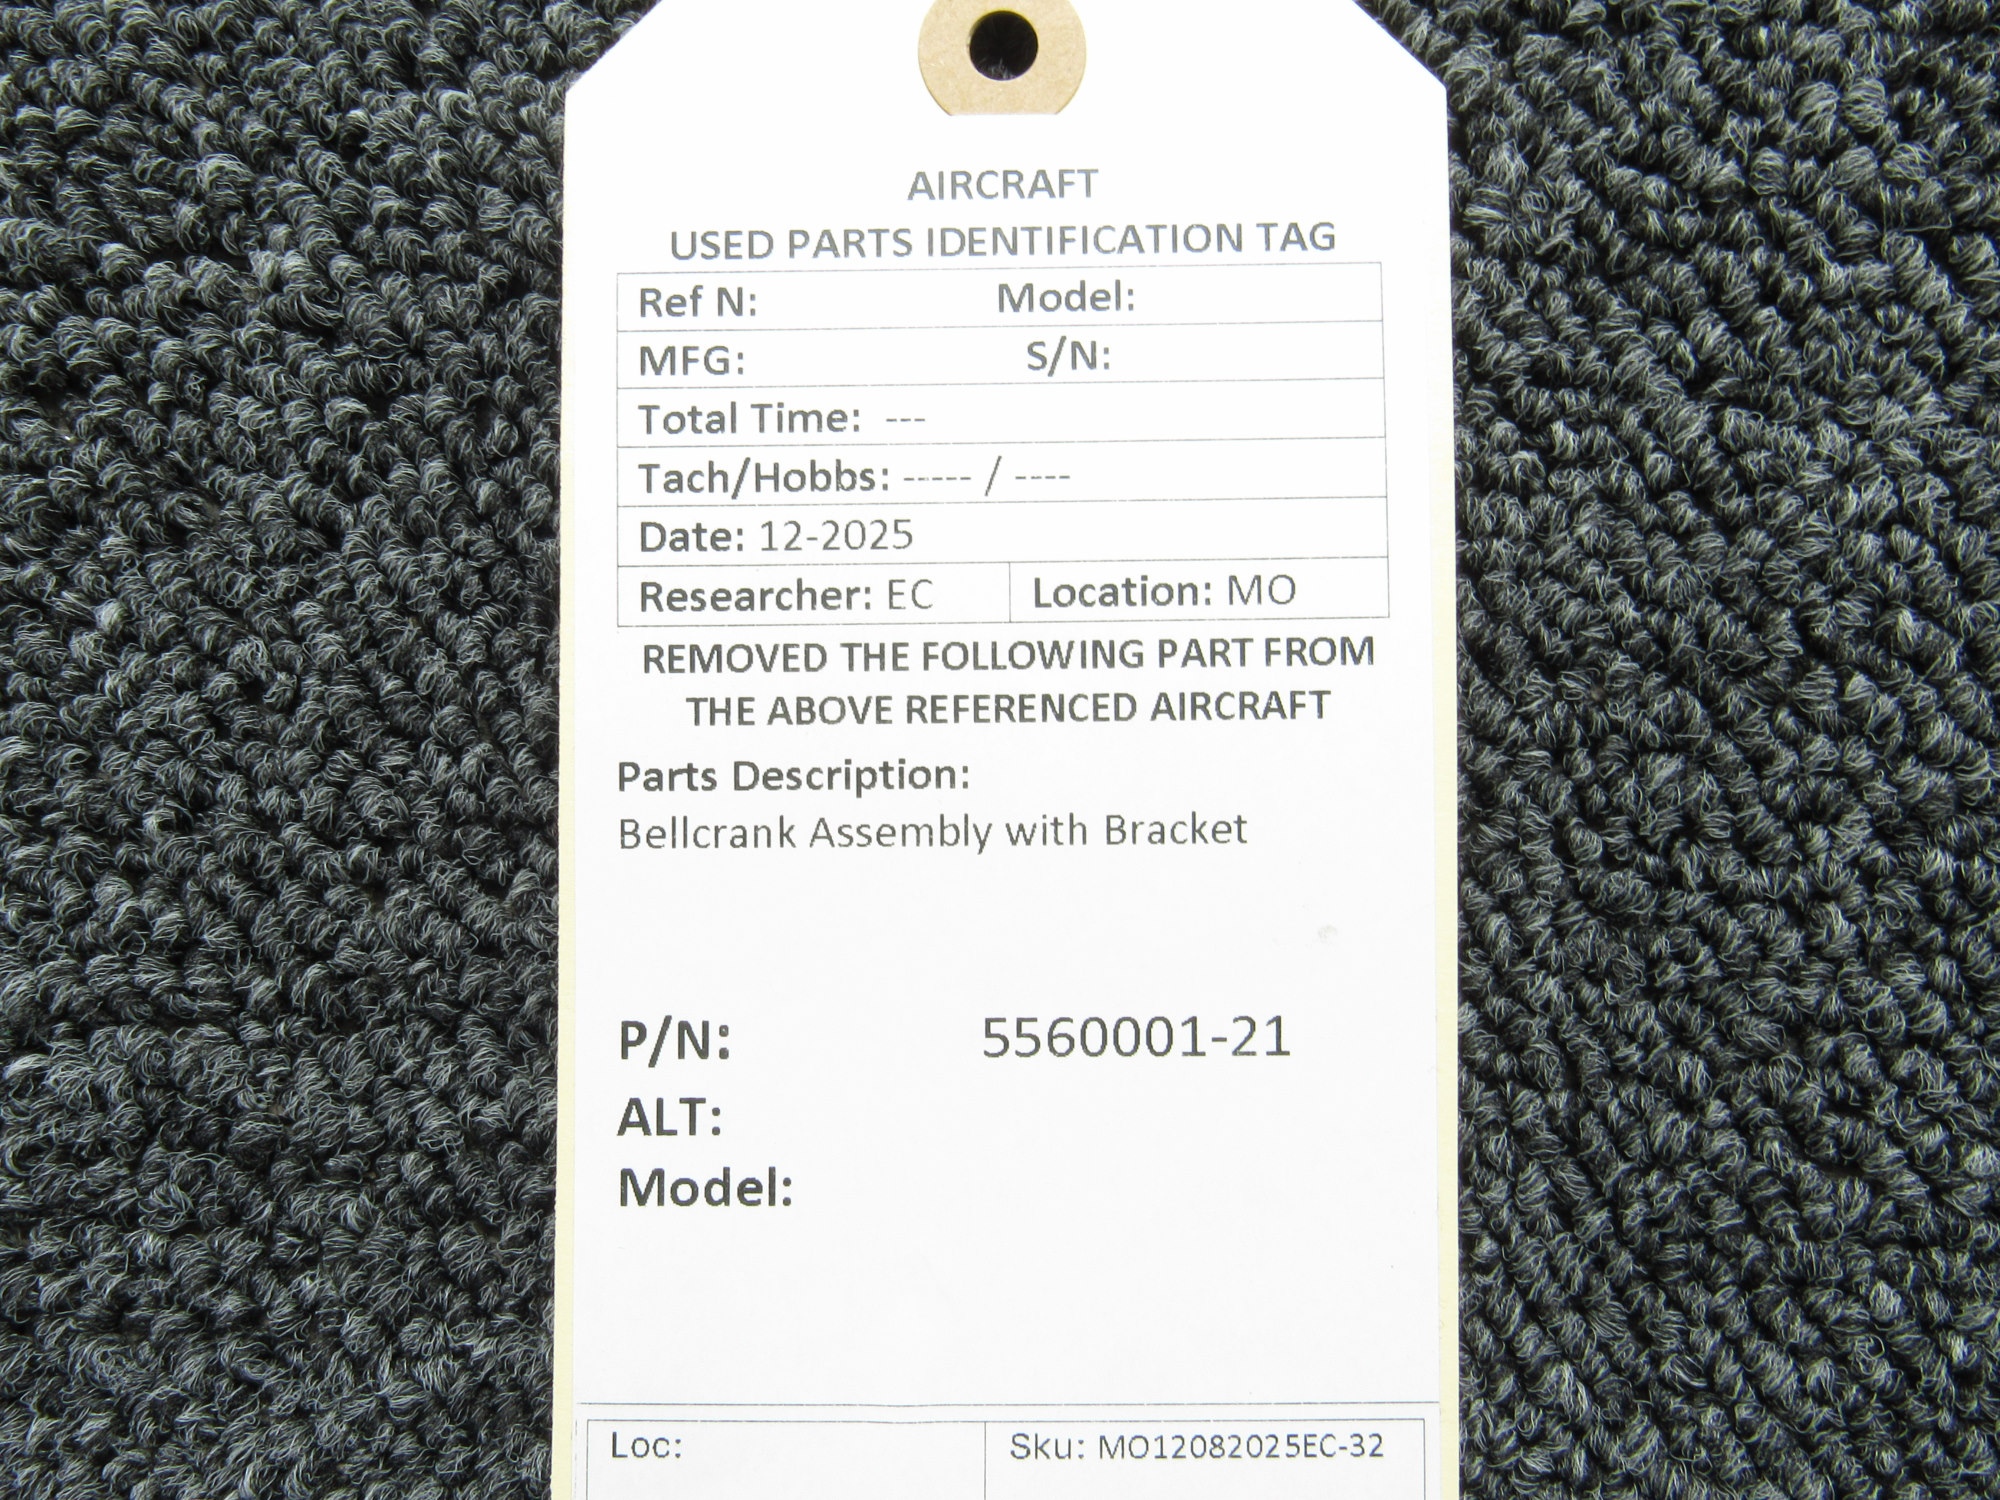 AIRCRAFT
USED PARTS IDENTIFICATION TAG
Ref N: Model:
MFG: S/N:
Total Time: ---
Tach/Hobbs: ----- / ----
Date: 12-2025
Researcher: EC Location: MO
REMOVED THE FOLLOWING PART FROM
THE ABOVE REFERENCED AIRCRAFT
Parts Description:
Bellcrank Assembly with Bracket
P/N: 5560001-21
ALT:
Model:
Loc: Sku: MO12082025EC-32